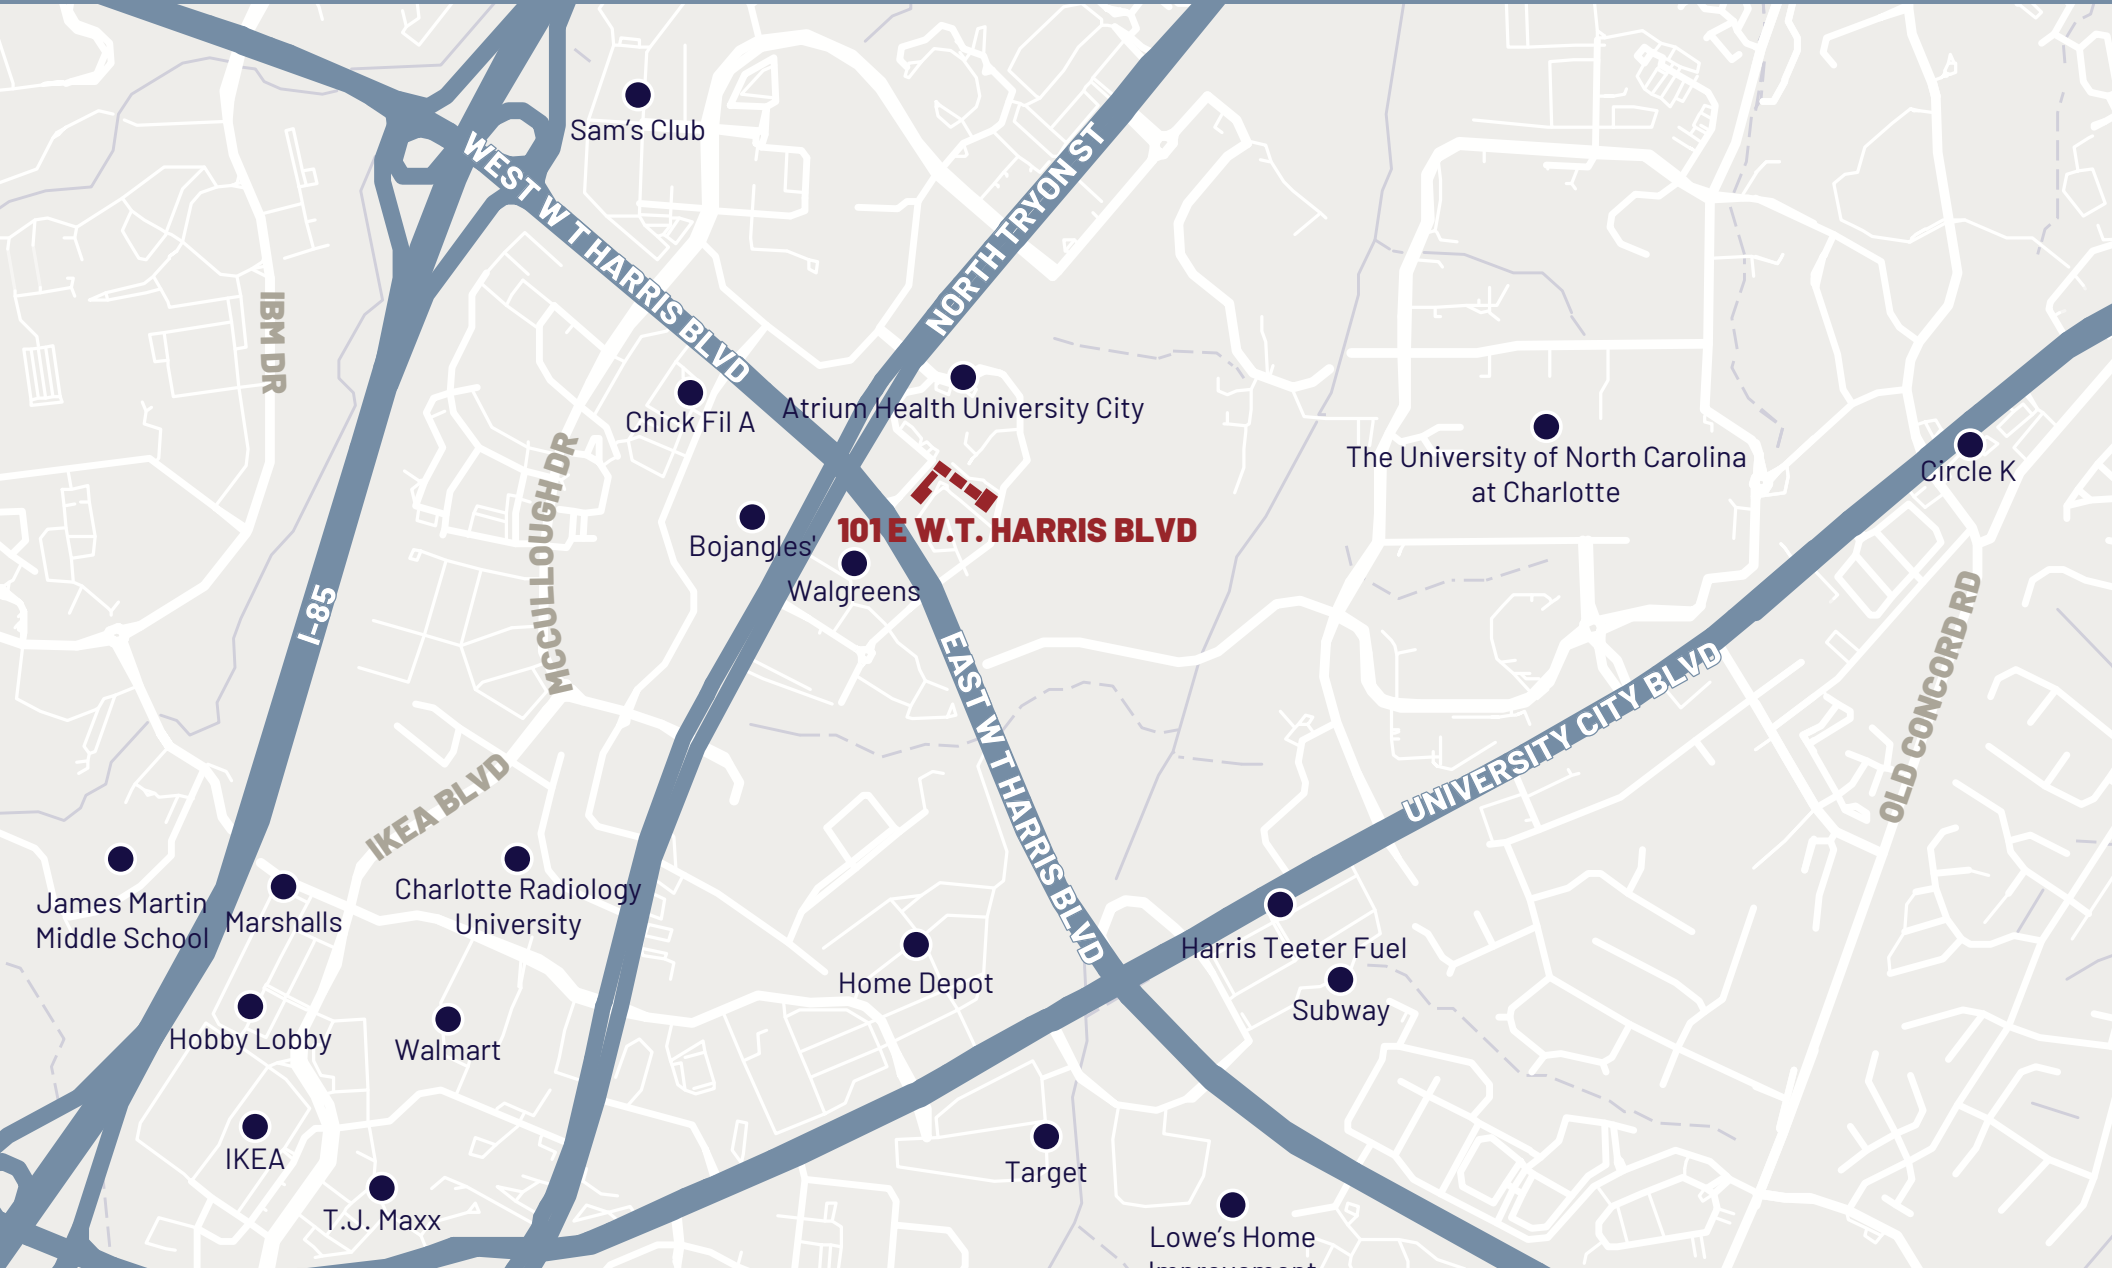 Sam's Club
WEST W T HARRIS BLVD
NORTH TRYON ST
IBM DR
Chick Fil A
Atrium Health University City
The University of North Carolina
at Charlotte
Circle K
MCCULLOUGH DR
Bojangles'
101 E W.T. HARRIS BLVD
Walgreens
I-85
EAST W T HARRIS BLVD
UNIVERSITY CITY BLVD
OLD CONCORD RD
IKEA BLVD
James Martin
Middle School
Marshalls
Charlotte Radiology
University
Home Depot
Harris Teeter Fuel
Subway
Hobby Lobby
Walmart
IKEA
T.J. Maxx
Target
Lowe's Home
Improvement